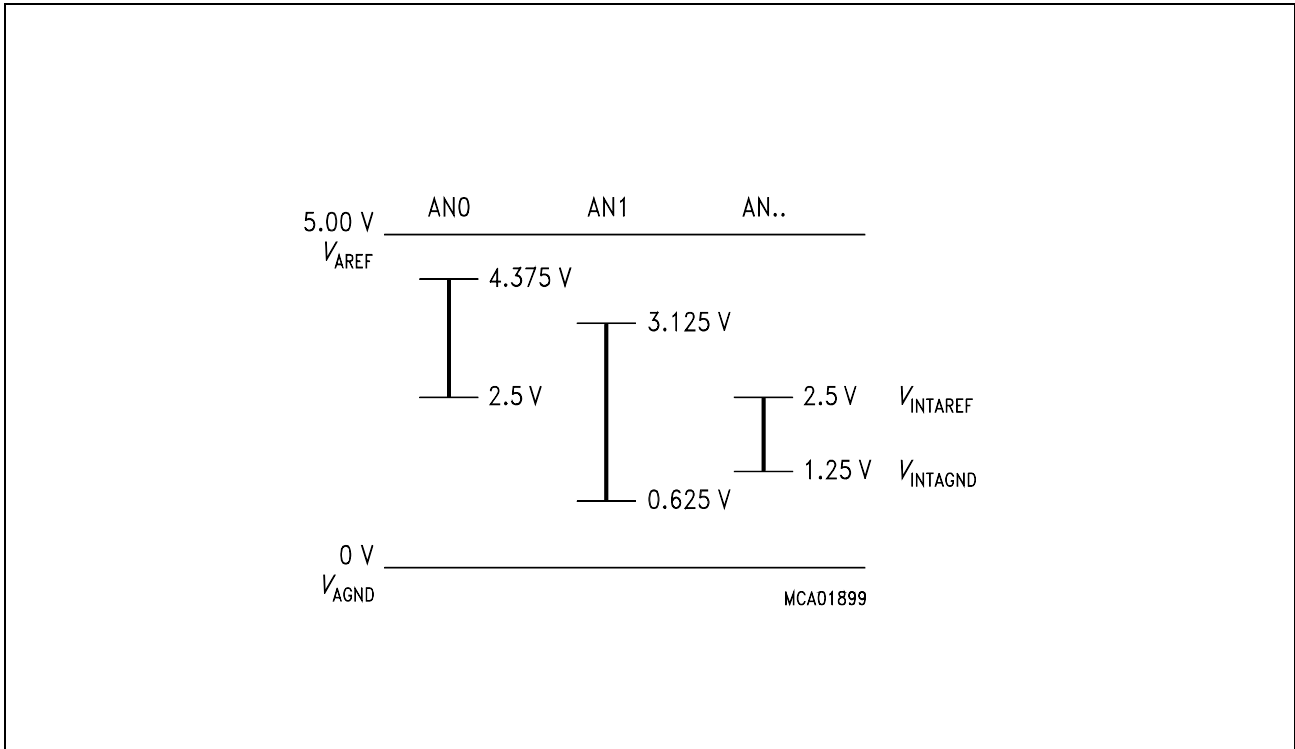 AN0 AN1 AN..
5.00 V
VAREF
4.375 V
3.125 V
2.5 V 2.5 V VINTAREF
1.25 V VINTAGND
0.625 V
0 V
VAGND
MCA01899